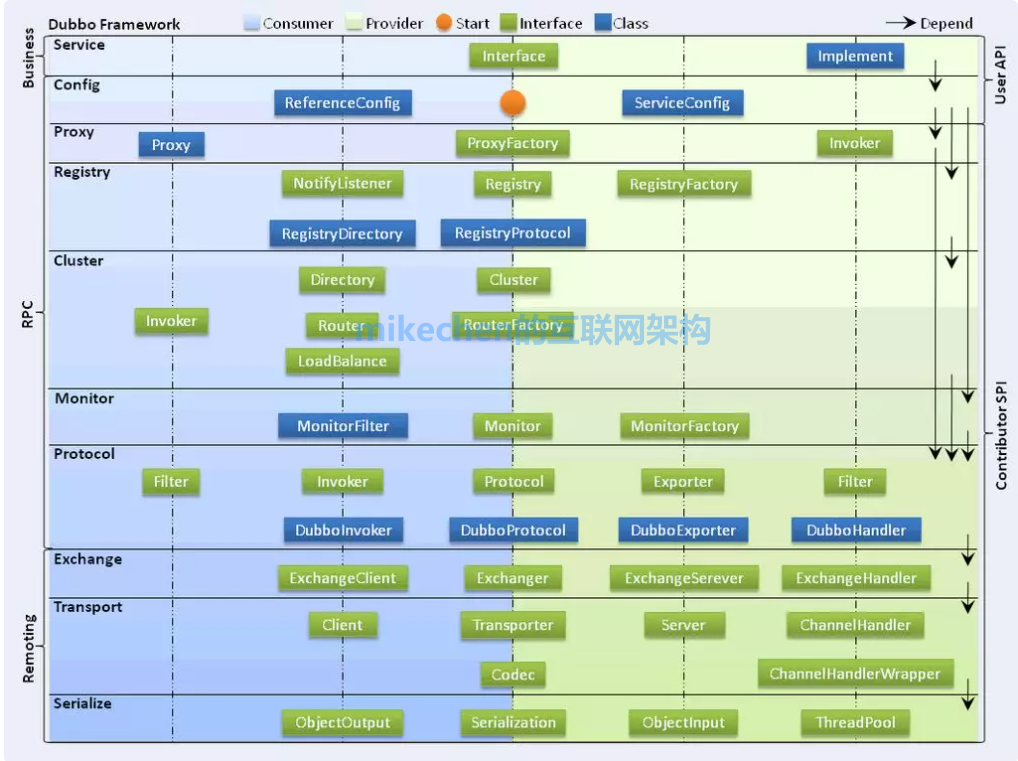 Dubbo Framework
Consumer
Provider
Start
Interface
Class
Depend
Business
User API
Service
Interface
Implement
Config
ReferenceConfig
ServiceConfig
RPC
Contributor SPI
Proxy
Proxy
ProxyFactory
Invoker
Registry
NotifyListener
Registry
RegistryFactory
RegistryDirectory
RegistryProtocol
Cluster
Directory
Cluster
Invoker
Router
RouterFactory
mikechen的互联网架构
LoadBalance
Monitor
MonitorFilter
Monitor
MonitorFactory
Protocol
Filter
Invoker
Protocol
Exporter
Filter
DubboInvoker
DubboProtocol
DubboExporter
DubboHandler
Remoting
Exchange
ExchangeClient
Exchanger
ExchangeSerever
ExchangeHandler
Transport
Client
Transporter
Server
ChannelHandler
Codec
ChannelHandlerWrapper
Serialize
ObjectOutput
Serialization
ObjectInput
ThreadPool